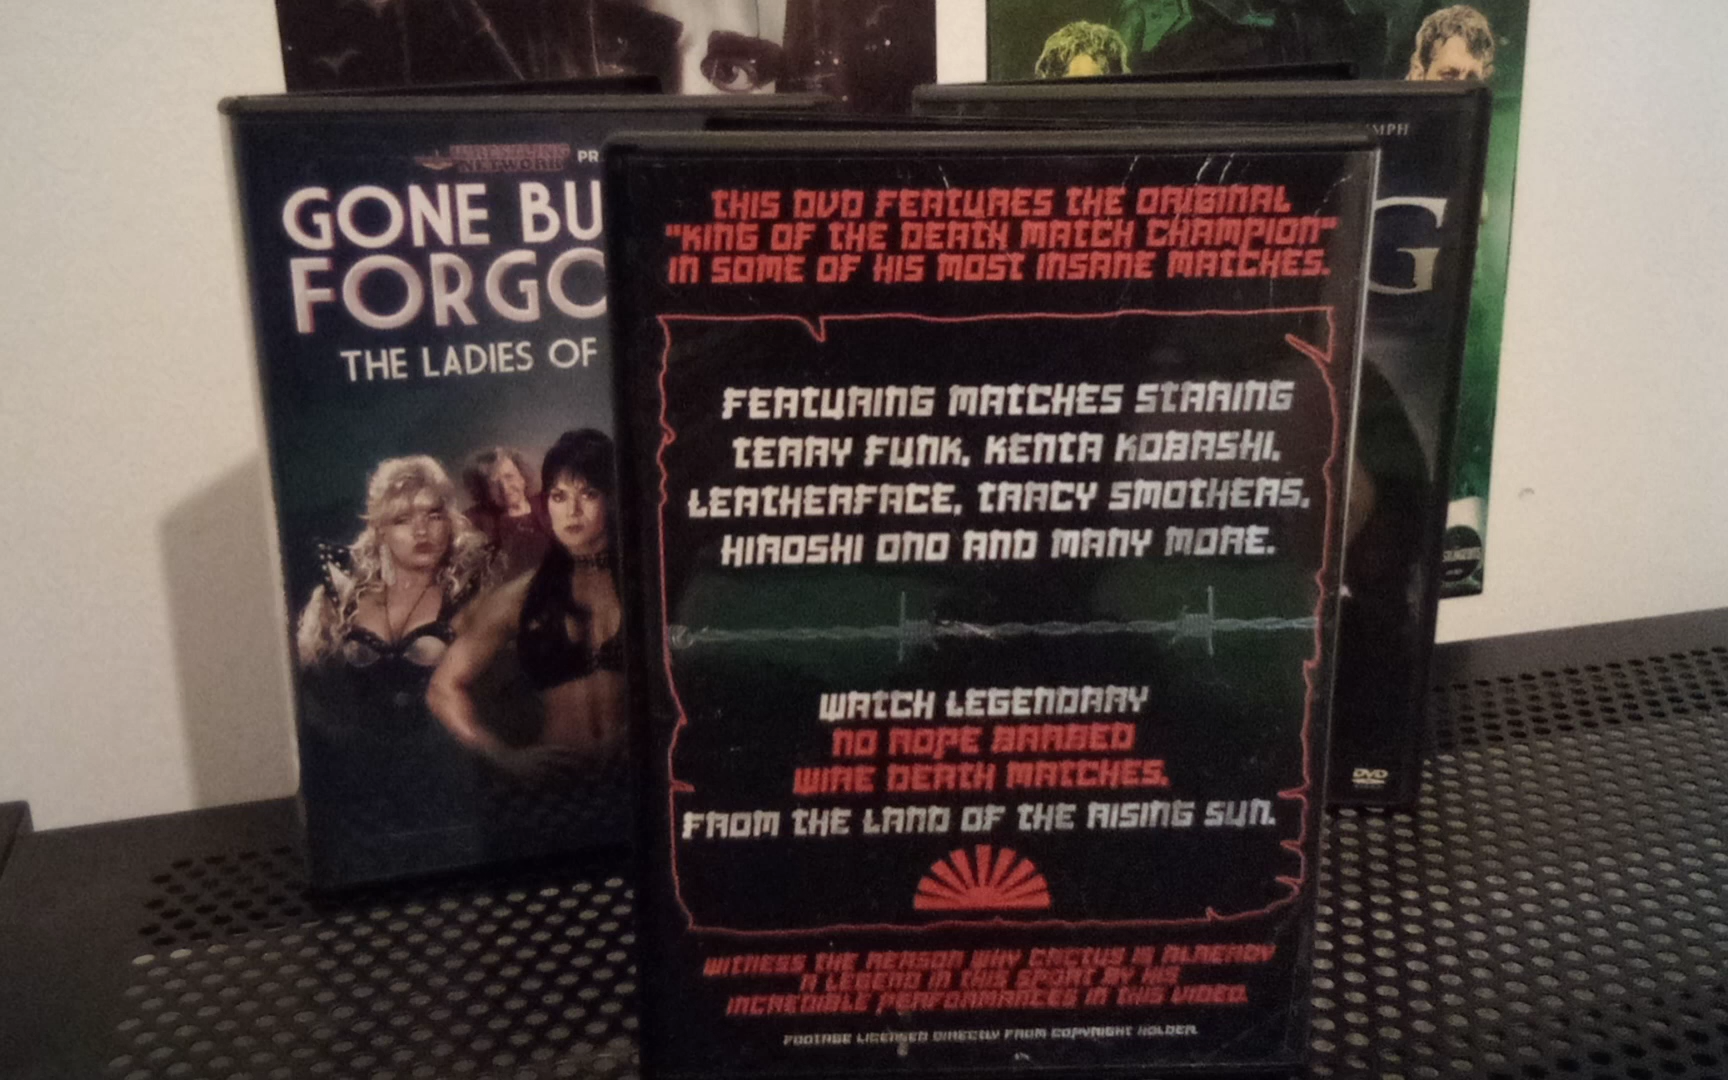 WRESTLING
NETWORK PR
GONE BU
FORGO
THE LADIES OF
THIS DVD FEATURES THE ORIGINAL
"KING OF THE DEATH MATCH CHAMPION"
IN SOME OF HIS MOST INSANE MATCHES.
FEATURING MATCHES STARING
TERRY FUNK, KENTA KOBASHI,
LEATHERFACE, TRACY SMOTHERS,
HIROSHI ONO AND MANY MORE.
WATCH LEGENDARY
NO ROPE BARBED
WIRE DEATH MATCHES.
FROM THE LAND OF THE RISING SUN.
WITNESS THE REASON WHY CACTUS IS ALREADY
A LEGEND IN THIS SPORT BY HIS
INCREDIBLE PERFORMANCES IN THIS VIDEO.
FOOTAGE LICENSED DIRECTLY FROM COPYRIGHT HOLDER.
MPH
G
DVD